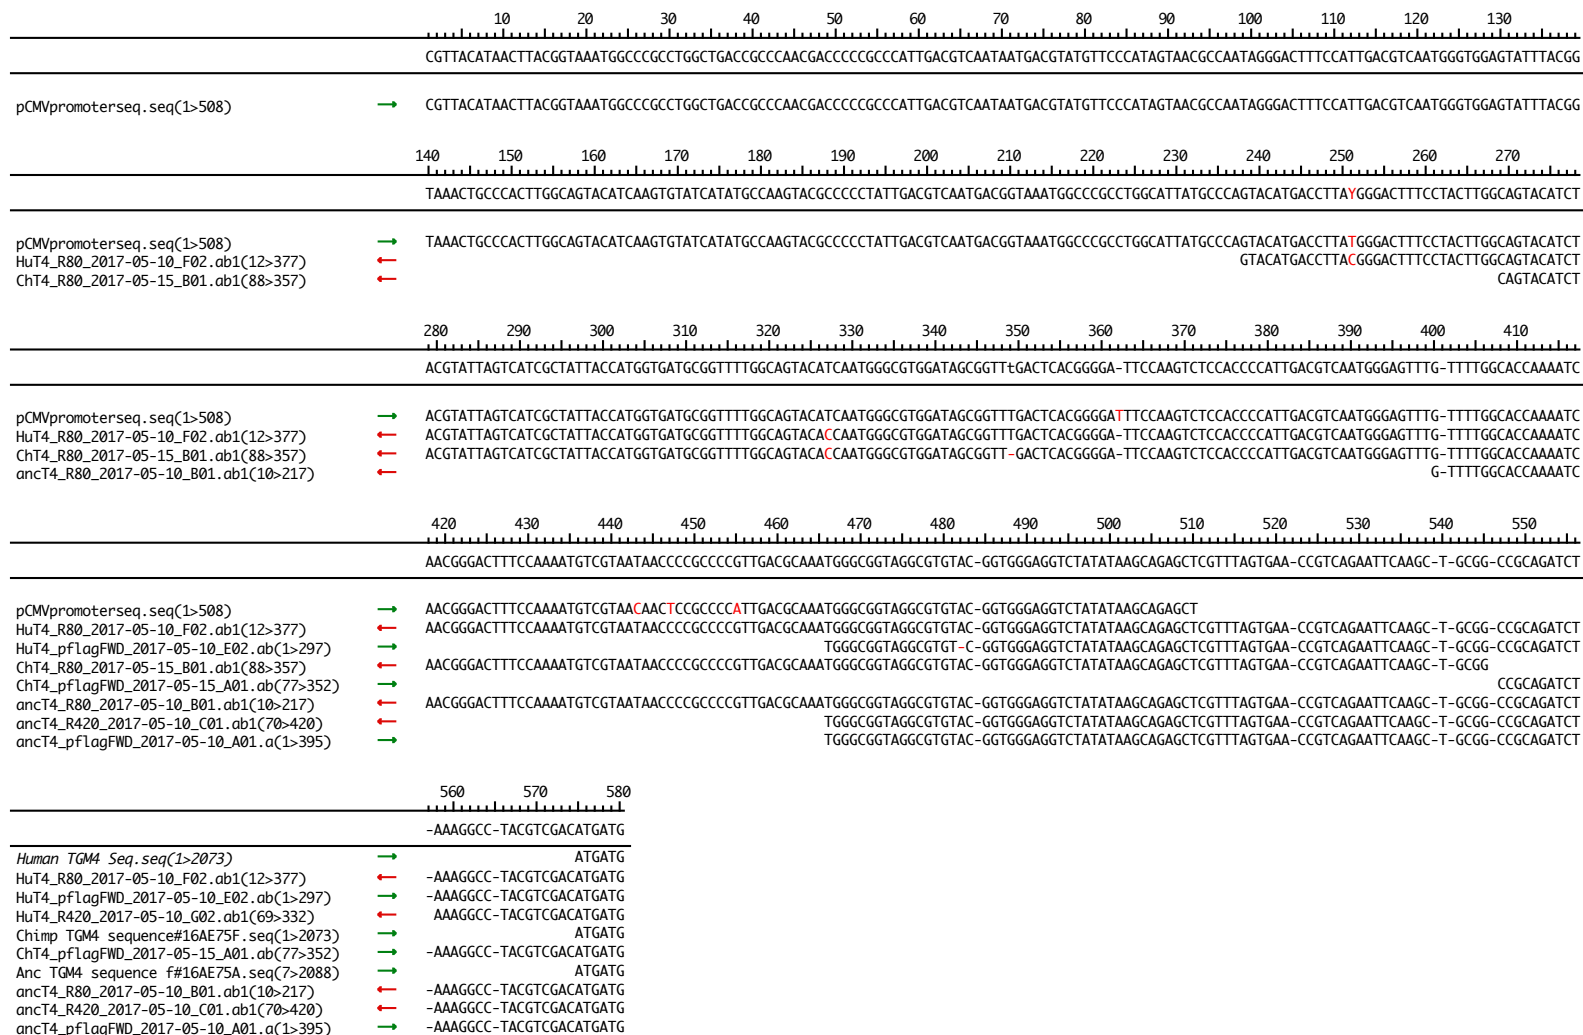 10 20 30 40 50 60 70 80 90 100 110 120 130
CGTTACATAACTTACGGTAAATGGCCCGCCTGGCTGACCGCCCAACGACCCCCGCCCATTGACGTCAATAATGACGTATGTTCCCATAGTAACGCCAATAGGGACTTTCCATTGACGTCAATGGGTGGAGTATTTACGG
pCMVpromoterseq.seq(1>508) → CGTTACATAACTTACGGTAAATGGCCCGCCTGGCTGACCGCCCAACGACCCCCGCCCATTGACGTCAATAATGACGTATGTTCCCATAGTAACGCCAATAGGGACTTTCCATTGACGTCAATGGGTGGAGTATTTACGG
140 150 160 170 180 190 200 210 220 230 240 250 260 270
TAAACTGCCCACTTGGCAGTACATCAAGTGTATCATATGCCAAGTACGCCCCCTATTGACGTCAATGACGGTAAATGGCCCGCCTGGCATTATGCCCAGTACATGACCTTAYGGGACTTTCCTACTTGGCAGTACATCT
pCMVpromoterseq.seq(1>508) → TAAACTGCCCACTTGGCAGTACATCAAGTGTATCATATGCCAAGTACGCCCCCTATTGACGTCAATGACGGTAAATGGCCCGCCTGGCATTATGCCCAGTACATGACCTTATGGGACTTTCCTACTTGGCAGTACATCT
HuT4_R80_2017-05-10_F02.ab1(12>377) ← GTACATGACCTTACGGGACTTTCCTACTTGGCAGTACATCT
ChT4_R80_2017-05-15_B01.ab1(88>357) ← CAGTACATCT
280 290 300 310 320 330 340 350 360 370 380 390 400 410
ACGTATTAGTCATCGCTATTACCATGGTGATGCGGTTTTGGCAGTACATCAATGGGCGTGGATAGCGGTTtGACTCACGGGGA-TTCCAAGTCTCCACCCCATTGACGTCAATGGGAGTTTG-TTTTGGCACCAAAATC
pCMVpromoterseq.seq(1>508) → ACGTATTAGTCATCGCTATTACCATGGTGATGCGGTTTTGGCAGTACATCAATGGGCGTGGATAGCGGTTTGACTCACGGGGATTTCCAAGTCTCCACCCCATTGACGTCAATGGGAGTTTG-TTTTGGCACCAAAATC
HuT4_R80_2017-05-10_F02.ab1(12>377) ← ACGTATTAGTCATCGCTATTACCATGGTGATGCGGTTTTGGCAGTACACCAATGGGCGTGGATAGCGGTTTGACTCACGGGGA-TTCCAAGTCTCCACCCCATTGACGTCAATGGGAGTTTG-TTTTGGCACCAAAATC
ChT4_R80_2017-05-15_B01.ab1(88>357) ← ACGTATTAGTCATCGCTATTACCATGGTGATGCGGTTTTGGCAGTACACCAATGGGCGTGGATAGCGGTT-GACTCACGGGGA-TTCCAAGTCTCCACCCCATTGACGTCAATGGGAGTTTG-TTTTGGCACCAAAATC
ancT4_R80_2017-05-10_B01.ab1(10>217) ← G-TTTTGGCACCAAAATC
420 430 440 450 460 470 480 490 500 510 520 530 540 550
AACGGGACTTTCCAAAATGTCGTAATAACCCCGCCCCGTTGACGCAAATGGGCGGTAGGCGTGTAC-GGTGGGAGGTCTATATAAGCAGAGCTCGTTTAGTGAA-CCGTCAGAATTCAAGC-T-GCGG-CCGCAGATCT
pCMVpromoterseq.seq(1>508) → AACGGGACTTTCCAAAATGTCGTAACAACTCCGCCCCATTGACGCAAATGGGCGGTAGGCGTGTAC-GGTGGGAGGTCTATATAAGCAGAGCT
HuT4_R80_2017-05-10_F02.ab1(12>377) ← AACGGGACTTTCCAAAATGTCGTAATAACCCCGCCCCGTTGACGCAAATGGGCGGTAGGCGTGTAC-GGTGGGAGGTCTATATAAGCAGAGCTCGTTTAGTGAA-CCGTCAGAATTCAAGC-T-GCGG-CCGCAGATCT
HuT4_pflagFWD_2017-05-10_E02.ab(1>297) → TGGGCGGTAGGCGTGT-C-GGTGGGAGGTCTATATAAGCAGAGCTCGTTTAGTGAA-CCGTCAGAATTCAAGC-T-GCGG-CCGCAGATCT
ChT4_R80_2017-05-15_B01.ab1(88>357) ← AACGGGACTTTCCAAAATGTCGTAATAACCCCGCCCCGTTGACGCAAATGGGCGGTAGGCGTGTAC-GGTGGGAGGTCTATATAAGCAGAGCTCGTTTAGTGAA-CCGTCAGAATTCAAGC-T-GCGG
ChT4_pflagFWD_2017-05-15_A01.ab(77>352) → CCGCAGATCT
ancT4_R80_2017-05-10_B01.ab1(10>217) ← AACGGGACTTTCCAAAATGTCGTAATAACCCCGCCCCGTTGACGCAAATGGGCGGTAGGCGTGTAC-GGTGGGAGGTCTATATAAGCAGAGCTCGTTTAGTGAA-CCGTCAGAATTCAAGC-T-GCGG-CCGCAGATCT
ancT4_R420_2017-05-10_C01.ab1(70>420) ← TGGGCGGTAGGCGTGTAC-GGTGGGAGGTCTATATAAGCAGAGCTCGTTTAGTGAA-CCGTCAGAATTCAAGC-T-GCGG-CCGCAGATCT
ancT4_pflagFWD_2017-05-10_A01.a(1>395) → TGGGCGGTAGGCGTGTAC-GGTGGGAGGTCTATATAAGCAGAGCTCGTTTAGTGAA-CCGTCAGAATTCAAGC-T-GCGG-CCGCAGATCT
560 570 580
-AAAGGCC-TACGTCGACATGATG
Human TGM4 Seq.seq(1>2073) → ATGATG
HuT4_R80_2017-05-10_F02.ab1(12>377) ← -AAAGGCC-TACGTCGACATGATG
HuT4_pflagFWD_2017-05-10_E02.ab(1>297) → -AAAGGCC-TACGTCGACATGATG
HuT4_R420_2017-05-10_G02.ab1(69>332) ← AAAGGCC-TACGTCGACATGATG
Chimp TGM4 sequence#16AE75F.seq(1>2073) → ATGATG
ChT4_pflagFWD_2017-05-15_A01.ab(77>352) → -AAAGGCC-TACGTCGACATGATG
Anc TGM4 sequence f#16AE75A.seq(7>2088) → ATGATG
ancT4_R80_2017-05-10_B01.ab1(10>217) ← -AAAGGCC-TACGTCGACATGATG
ancT4_R420_2017-05-10_C01.ab1(70>420) ← -AAAGGCC-TACGTCGACATGATG
ancT4_pflagFWD_2017-05-10_A01.a(1>395) → -AAAGGCC-TACGTCGACATGATG